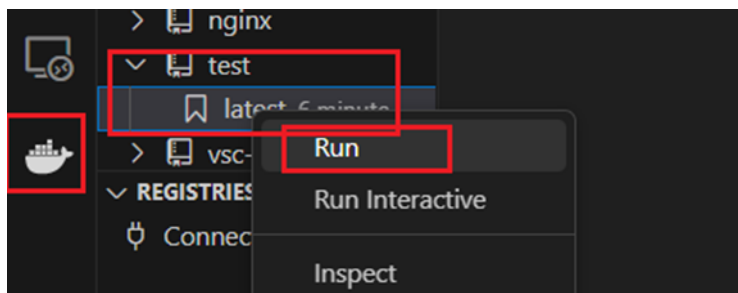 nginx
test
latest 6 minute
Run
vsc-
REGISTRIES
Run Interactive
Connec
Inspect